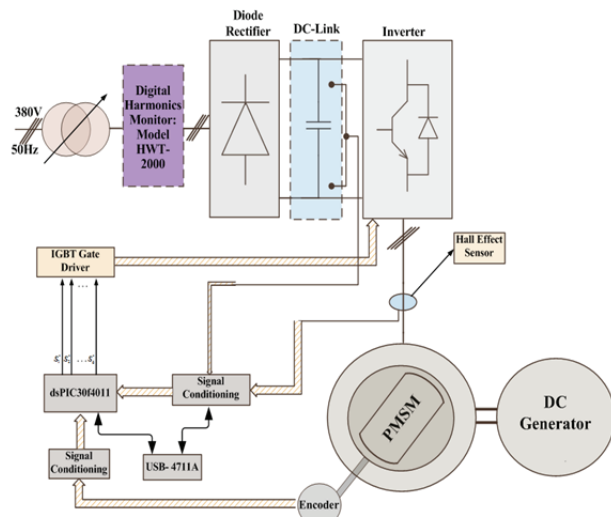 Diode
Rectifier
DC-Link
Inverter
380V
50Hz
Digital
Harmonics
Monitor:
Model
HWT-
2000
IGBT Gate
Driver
Hall Effect
Sensor
...
dsPIC30f4011
Signal
Conditioning
Signal
Conditioning
USB- 4711A
Encoder
PMSM
DC
Generator